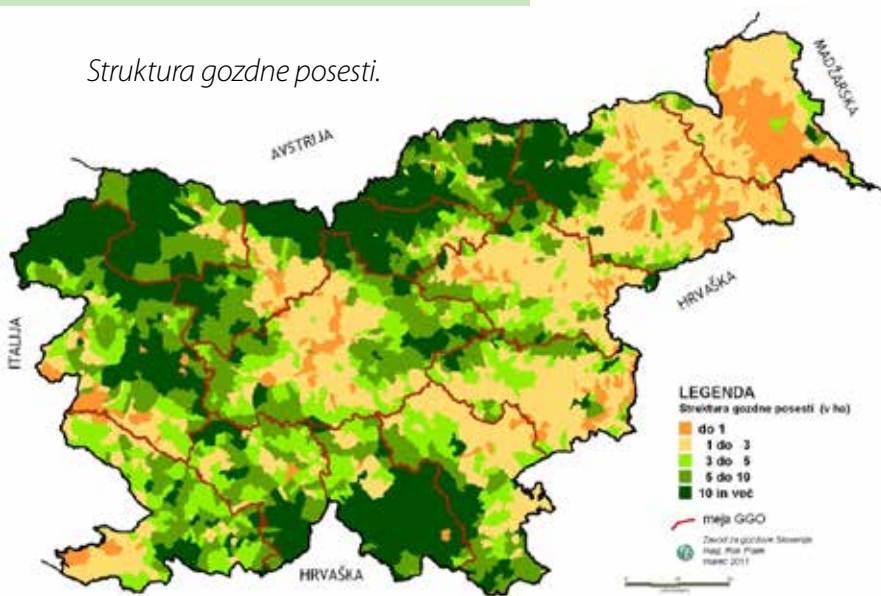 Struktura gozdne posesti.
MADŽARSKA
AVSTRIJA
HRVAŠKA
ITALIJA
LEGENDA
Struktura gozdne posesti (v ha)
do 1
1 do 3
3 do 5
5 do 10
10 in več
meja GGO
Zavod za gozdove Slovenije
marec 2011
HRVAŠKA